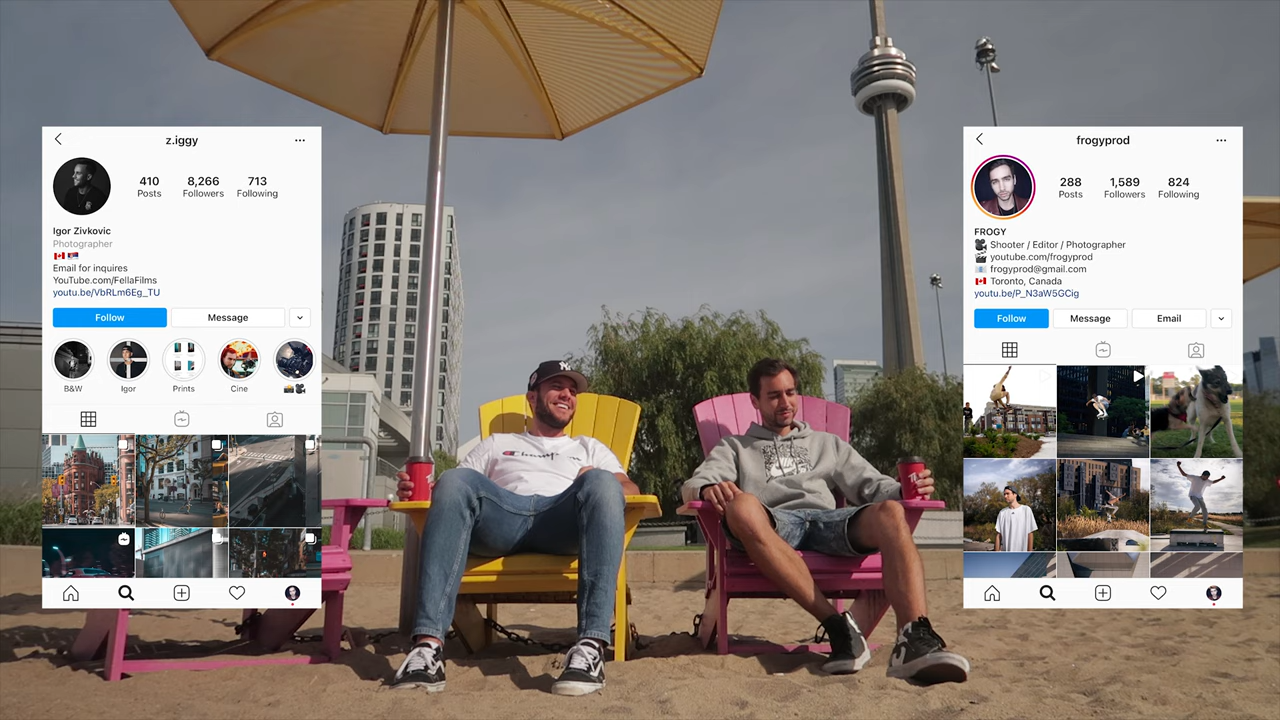 z.iggy
410
8,266
713
Posts
Followers
Following
Igor Zivkovic
Photographer
Email for inquires
YouTube.com/FellaFilms
youtu.be/VbRLm6Eg_TU
Follow
Message
B&W
Igor
Prints
Cine
frogyprod
288
1,589
824
Posts
Followers
Following
FROGY
Shooter / Editor / Photographer
youtube.com/frogyprod
frogyprod@gmail.com
Toronto, Canada
youtu.be/P_N3aW5GCig
Follow
Message
Email
NY
Champion